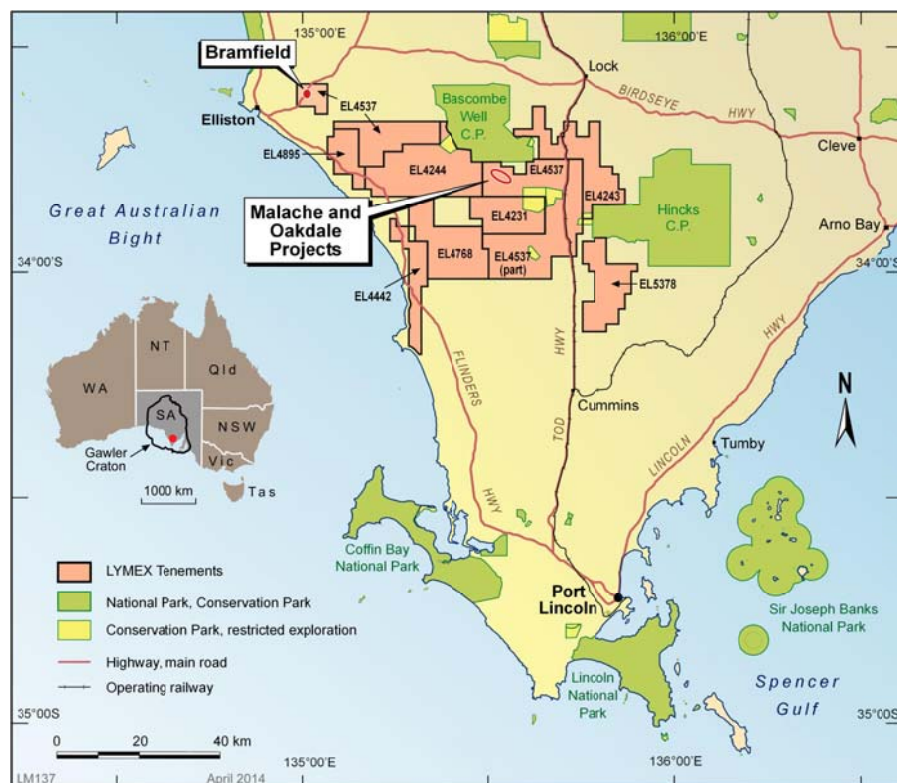 135°00'E
136°00'E
Bramfield
Lock
BIRDSEYE
HWY
EL4537
Bascombe
Well
C.P.
Elliston
Cleve
EL4895
EL4244
EL4537
EL4243
Great Australian
Bight
Malache and
Oakdale
Projects
EL4231
Hincks
C.P.
Arno Bay
EL4768
EL4537
(part)
34°00'S
34°00'S
EL4442
EL5378
HWY
FLINDERS
HWY
HWY
TOD
LINCOLN
Cummins
N
Tumby
NT
Qld
WA
SA
NSW
Gawler
Craton
Vic
Tas
1000 km
Coffin Bay
National Park
LYMEX Tenements
National Park, Conservation Park
Conservation Park, restricted exploration
Highway, main road
Operating railway
Port
Lincoln
Sir Joseph Banks
National Park
Lincoln
National
Park
Spencer
Gulf
35°00'S
35°00'S
0 20 40 km
135°00'E
136°00'E
LM137
April 2014